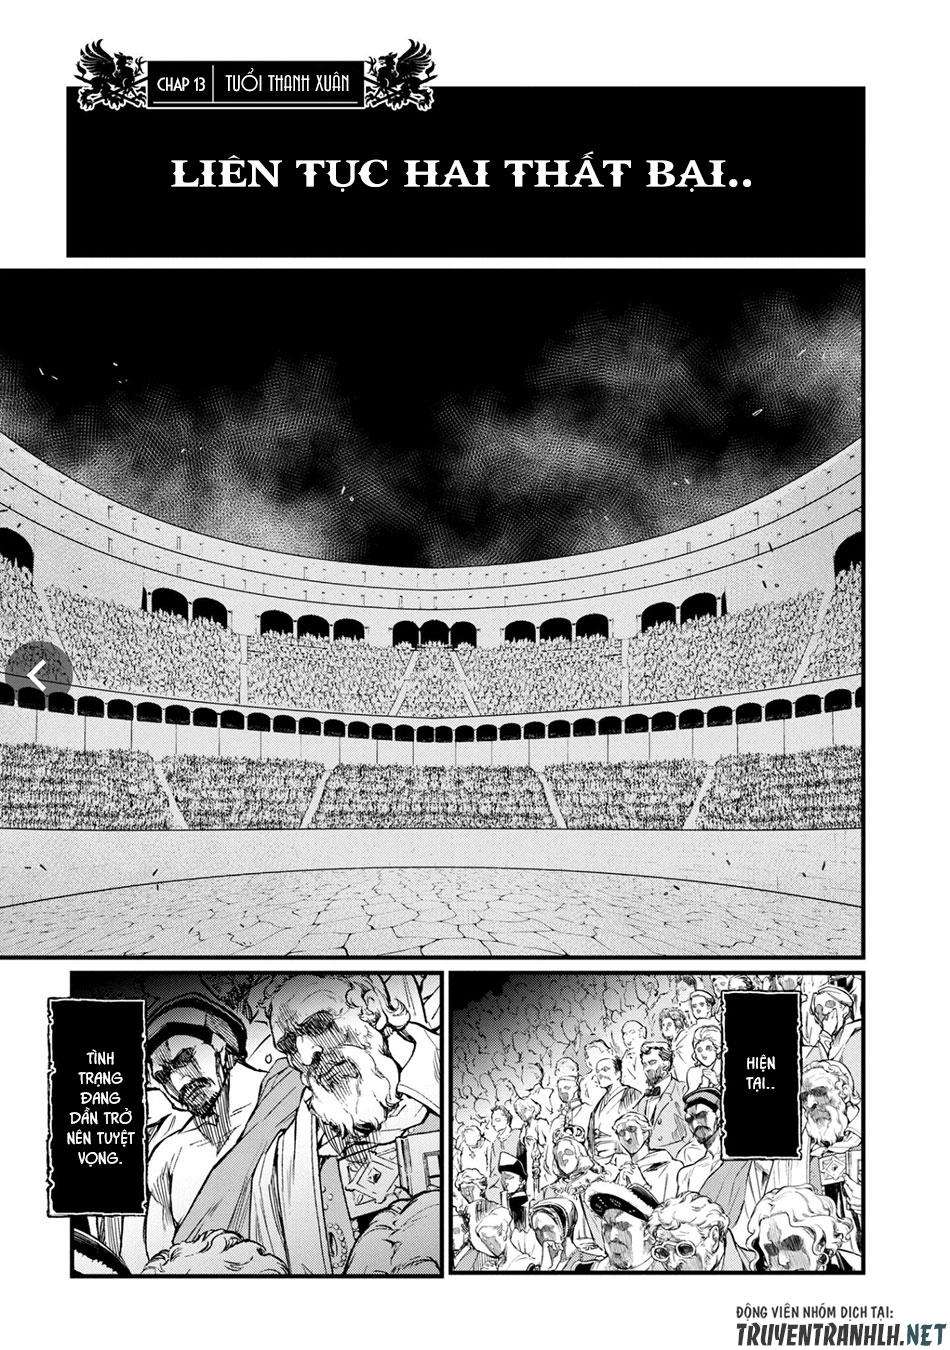 CHAP 13 TUỔI THANH XUÂN
LIÊN TỤC HAI THẤT BẠI..
HIỆN
TẠI..
TÌNH
TRẠNG
ĐANG
DẦN TRỞ
NÊN TUYỆT
VỌNG.
ĐỘNG VIÊN NHÓM DỊCH TẠI:
TRUYENTRANHLH.NET